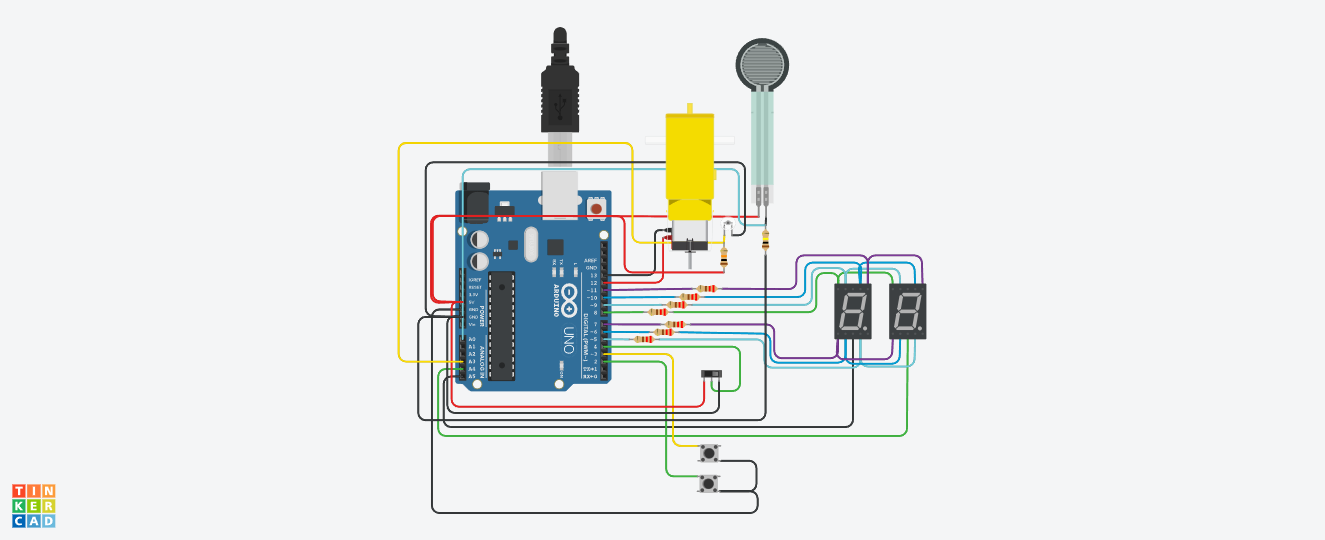 AREF
GND
13
12
~11
~10
~9
8
7
~6
~5
4
~3
2
TX→1
RX←0
DIGITAL (PWM~)
TX
L
ARDUINO
UNO
ON
IOREF
RESET
3.3V
5V
GND
GND
Vin
POWER
A0
A1
A2
A3
A4
A5
ANALOG IN
TIN
KER
CAD